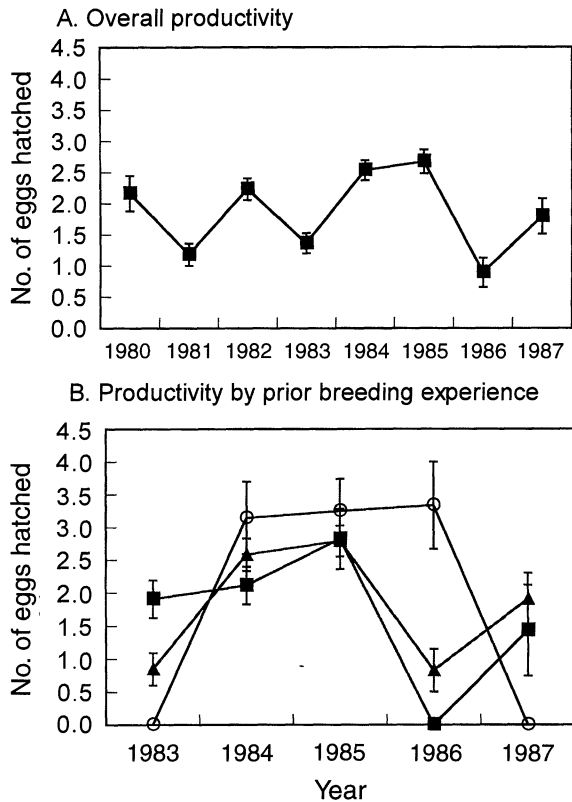 A. Overall productivity
4.5
4.0
3.5
3.0
2.5
2.0
1.5
1.0
0.5
0.0
No. of eggs hatched
1980 1981 1982 1983 1984 1985 1986 1987
B. Productivity by prior breeding experience
4.5
4.0
3.5
3.0
2.5
2.0
1.5
1.0
0.5
0.0
No. of eggs hatched
1983 1984 1985 1986 1987
Year